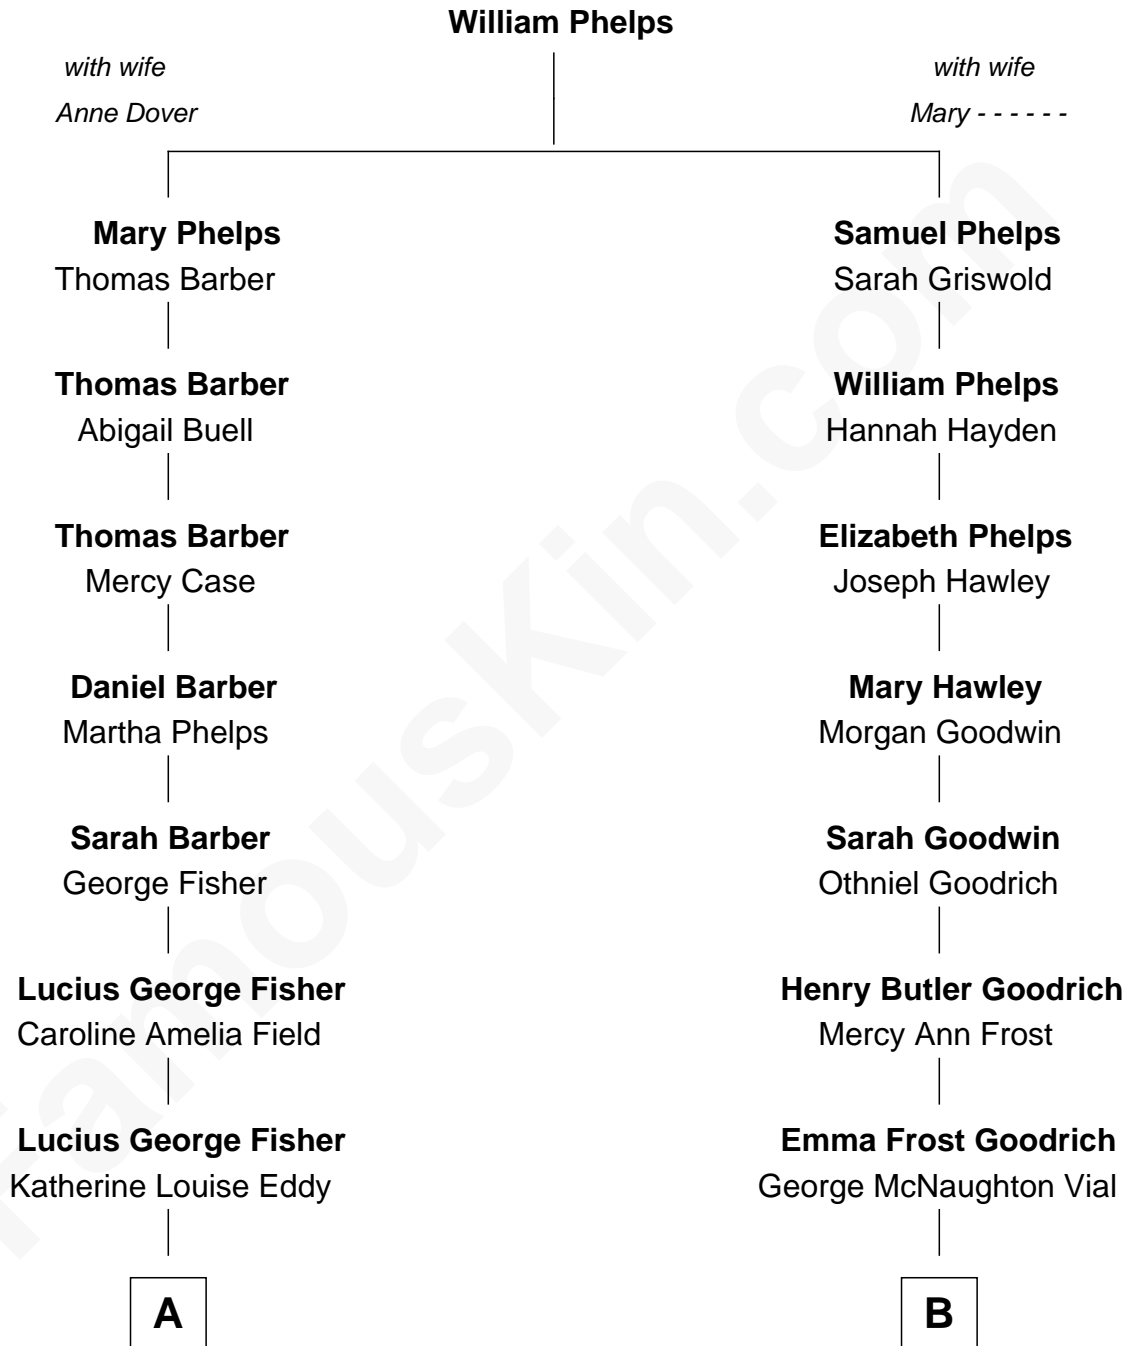 William Phelps
with wife
Anne Dover
with wife
Mary - - - - - -
Mary Phelps
Thomas Barber
Samuel Phelps
Sarah Griswold
Thomas Barber
Abigail Buell
William Phelps
Hannah Hayden
Thomas Barber
Mercy Case
Elizabeth Phelps
Joseph Hawley
Daniel Barber
Martha Phelps
Mary Hawley
Morgan Goodwin
Sarah Barber
George Fisher
Sarah Goodwin
Othniel Goodrich
Lucius George Fisher
Caroline Amelia Field
Henry Butler Goodrich
Mercy Ann Frost
Lucius George Fisher
Katherine Louise Eddy
Emma Frost Goodrich
George McNaughton Vial
A
B
FamousKin.com